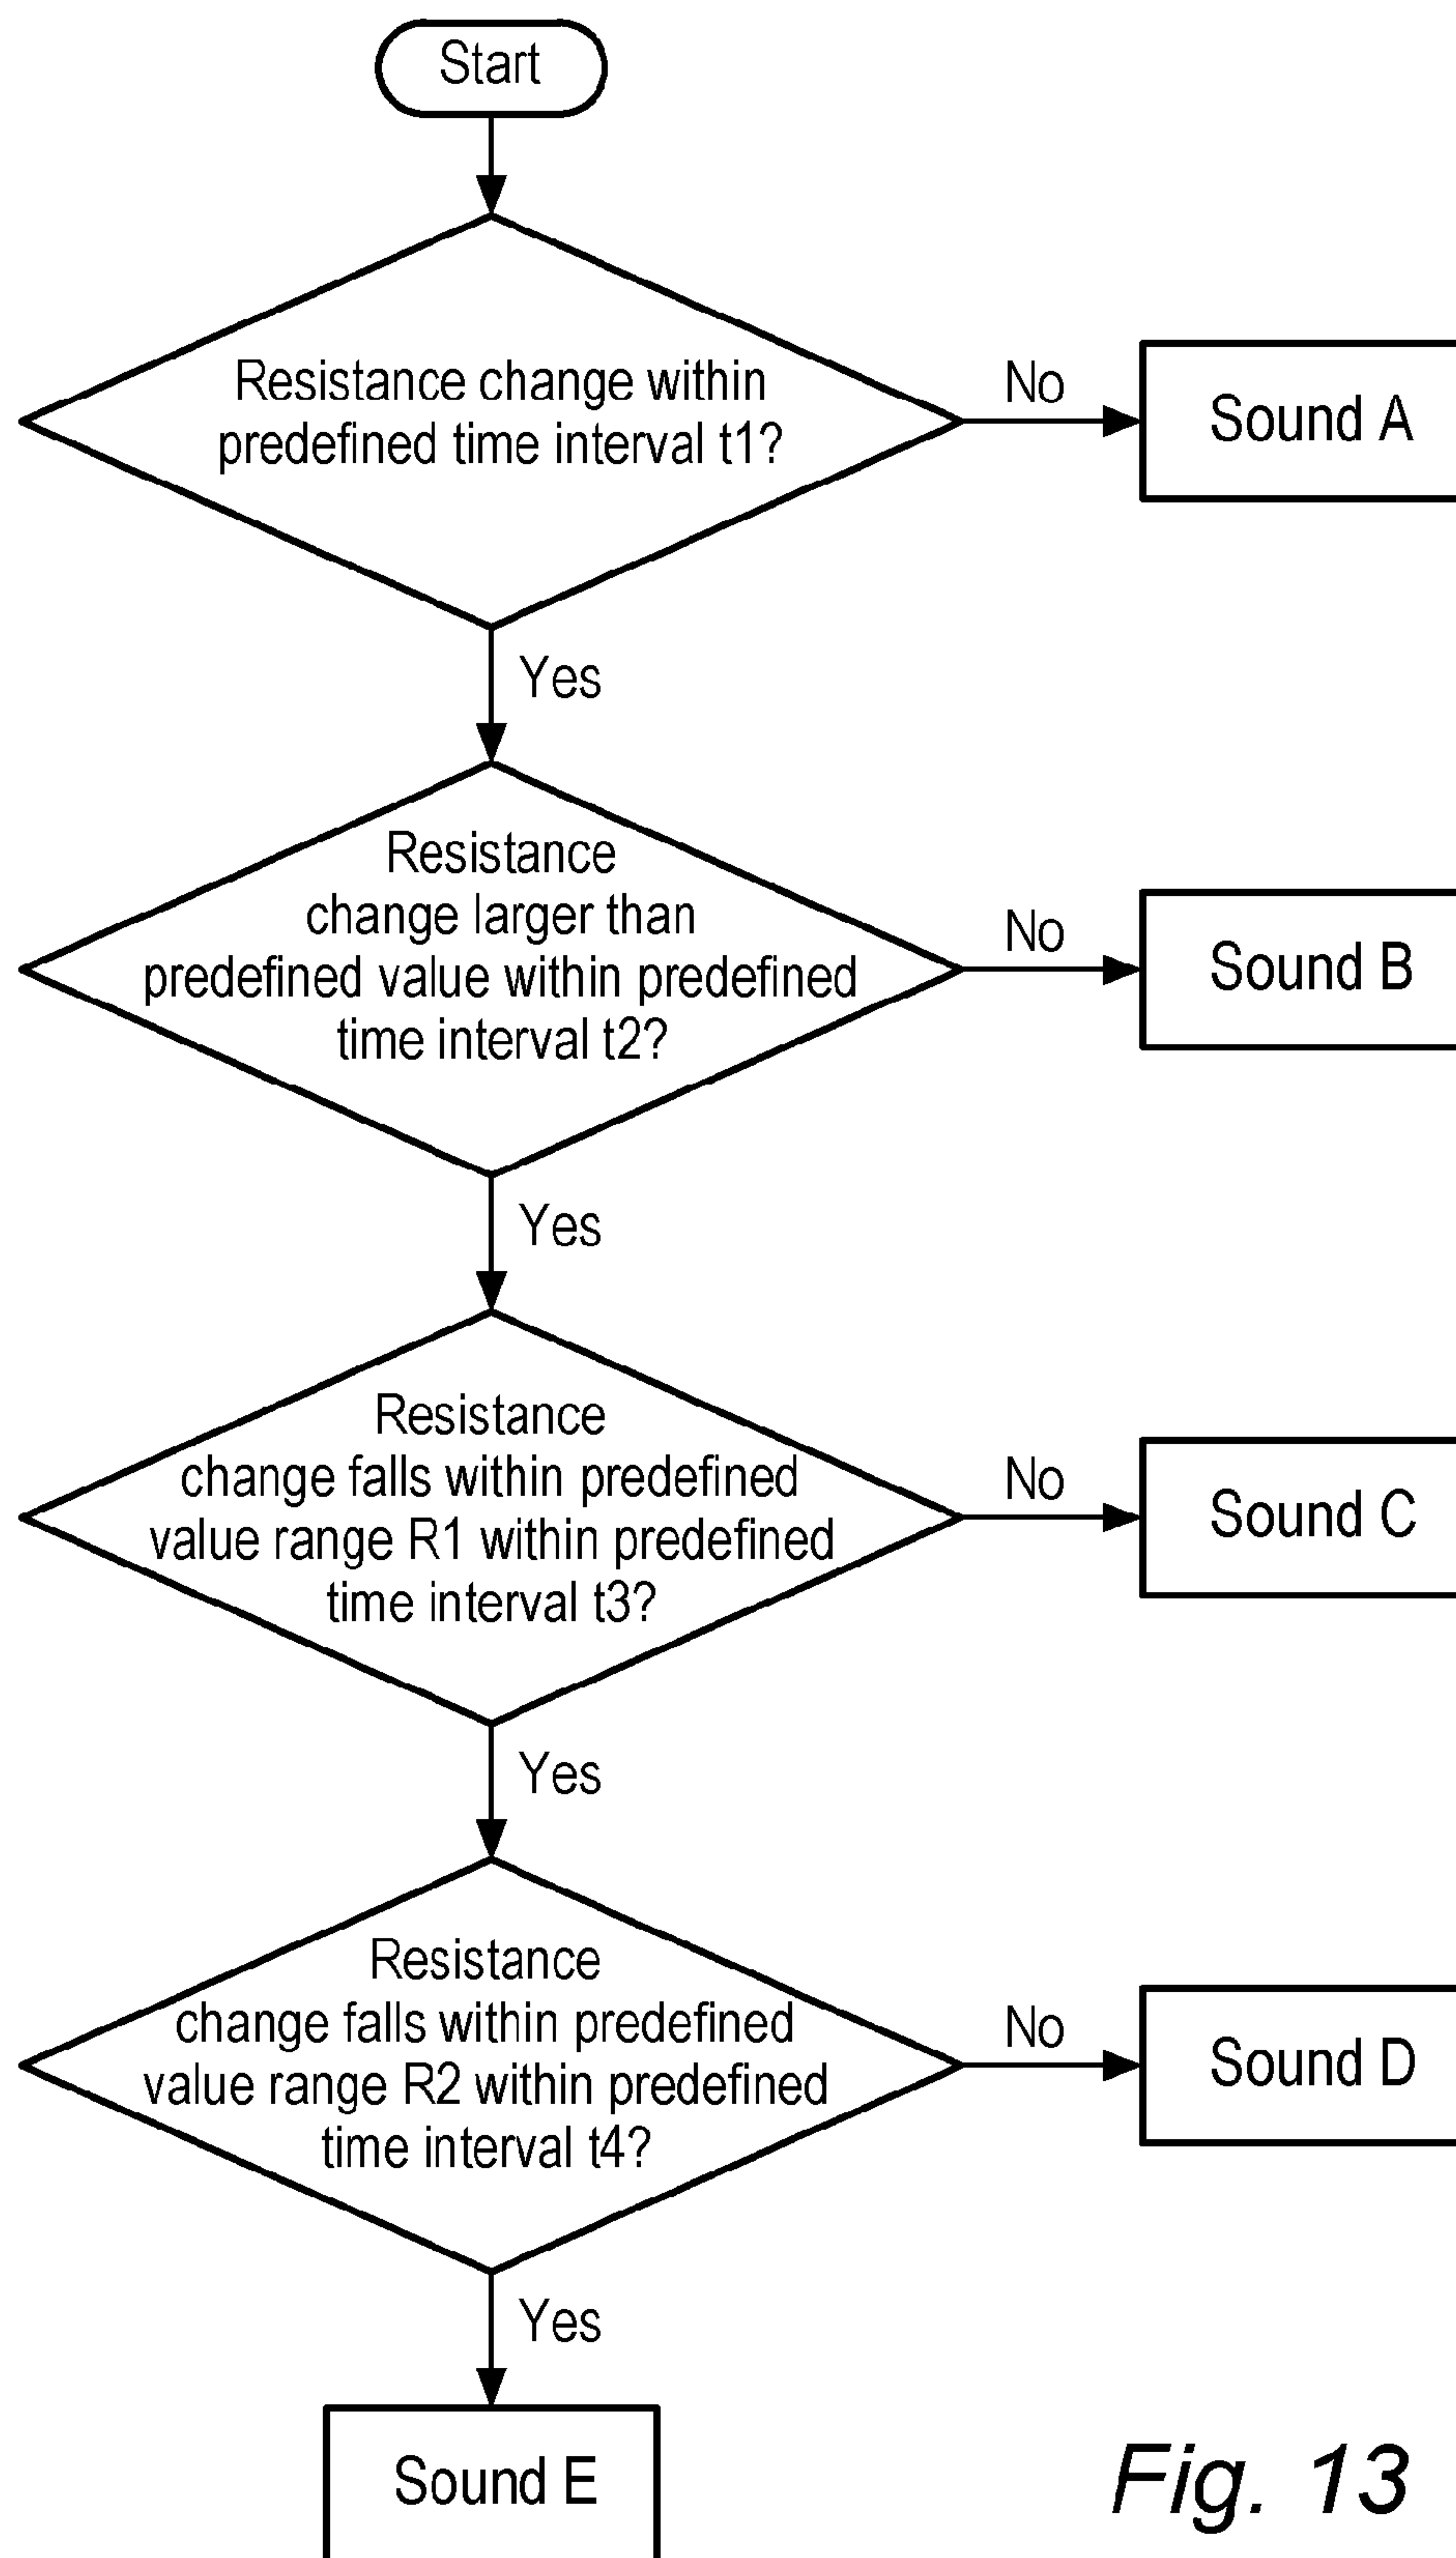 Start
Resistance change within
predefined time interval t1?
No
Sound A
Yes
Resistance
change larger than
predefined value within predefined
time interval t2?
No
Sound B
Yes
Resistance
change falls within predefined
value range R1 within predefined
time interval t3?
No
Sound C
Yes
Resistance
change falls within predefined
value range R2 within predefined
time interval t4?
No
Sound D
Yes
Sound E
Fig. 13